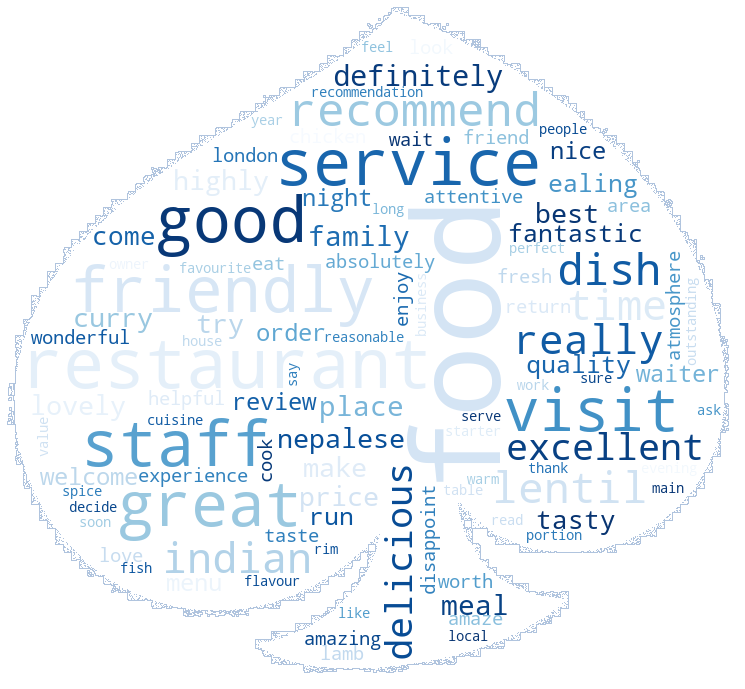 feel
look
definitely
recommendation
recommend
year
people
chicken
wait
friend
nice
london
service
highly
night
attentive
ealing
long
area
good
best
come
family
fantastic
food
perfect
owner
favourite
eat
absolutely
dish
atmosphere
friendly
enjoy
business
fresh
time
outstanding
return
curry
try
order
reasonable
wonderful
house
really
restaurant
say
quality
waiter
work
sure
lovely
helpful
review
place
visit
ask
cuisine
serve
value
staff
cook
nepalese
starter
excellent
welcome
experience
make
thank
evening
spice
warm
lentil
main
great
price
table
decide
run
delicious
disappoint
read
tasty
soon
taste
portion
love
indian
rim
fish
menu
flavour
worth
meal
like
amaze
amazing
local
lamb